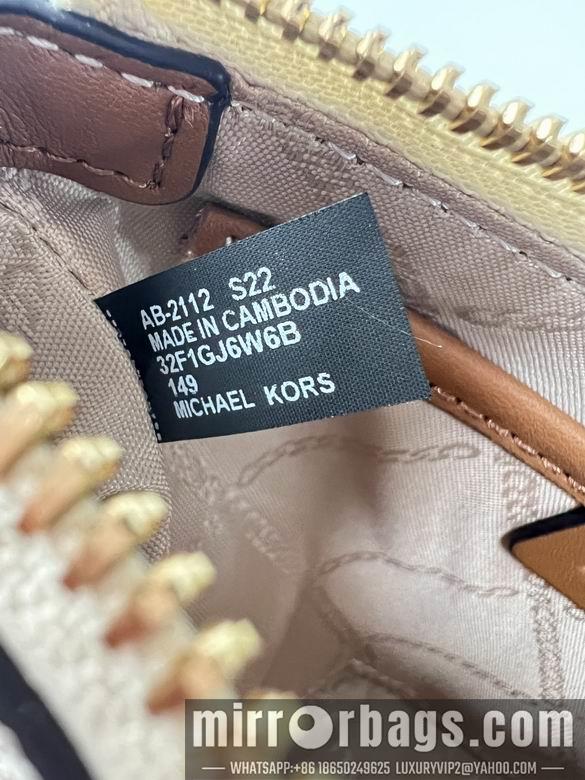 AB-2112 S22
MADE IN CAMBODIA
32F1GJ6W6B
149
MICHAEL KORS
mirrorbags.com
WHATSAPP:+86 18650249625 LUXURYVIP2@YAHOO.COM